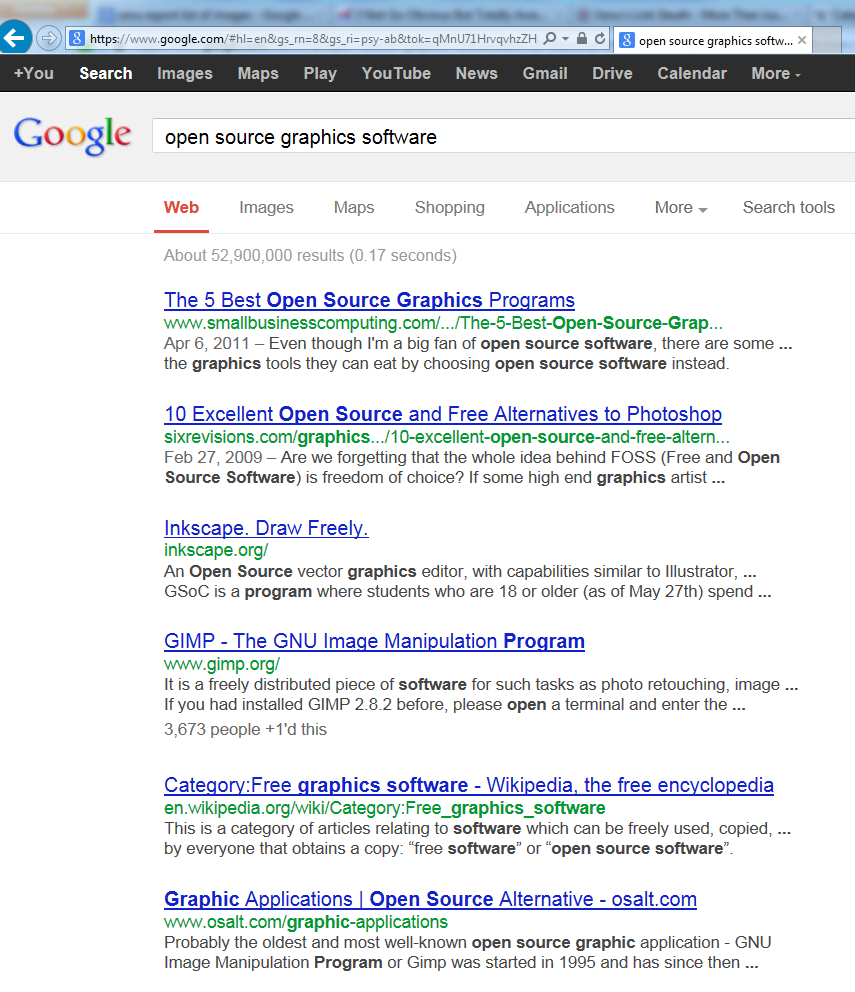 https://www.google.com/#hl=en&gs_rn=8&gs_ri=psy-ab&tok=qMnU71HrvqvhzZH
open source graphics softw...
+You Search Images Maps Play YouTube News Gmail Drive Calendar More
Google
open source graphics software
Web Images Maps Shopping Applications More Search tools
About 52,900,000 results (0.17 seconds)
The 5 Best Open Source Graphics Programs
www.smallbusinesscomputing.com/.../The-5-Best-Open-Source-Grap...
Apr 6, 2011 – Even though I'm a big fan of open source software, there are some ...
the graphics tools they can eat by choosing open source software instead.
10 Excellent Open Source and Free Alternatives to Photoshop
sixrevisions.com/graphics.../10-excellent-open-source-and-free-altern...
Feb 27, 2009 – Are we forgetting that the whole idea behind FOSS (Free and Open
Source Software) is freedom of choice? If some high end graphics artist ...
Inkscape. Draw Freely.
inkscape.org/
An Open Source vector graphics editor, with capabilities similar to Illustrator, ...
GSoC is a program where students who are 18 or older (as of May 27th) spend ...
GIMP - The GNU Image Manipulation Program
www.gimp.org/
It is a freely distributed piece of software for such tasks as photo retouching, image ...
If you had installed GIMP 2.8.2 before, please open a terminal and enter the ...
3,673 people +1'd this
Category:Free graphics software - Wikipedia, the free encyclopedia
en.wikipedia.org/wiki/Category:Free_graphics_software
This is a category of articles relating to software which can be freely used, copied, ...
by everyone that obtains a copy: “free software” or “open source software”.
Graphic Applications | Open Source Alternative - osalt.com
www.osalt.com/graphic-applications
Probably the oldest and most well-known open source graphic application - GNU
Image Manipulation Program or Gimp was started in 1995 and has since then ...